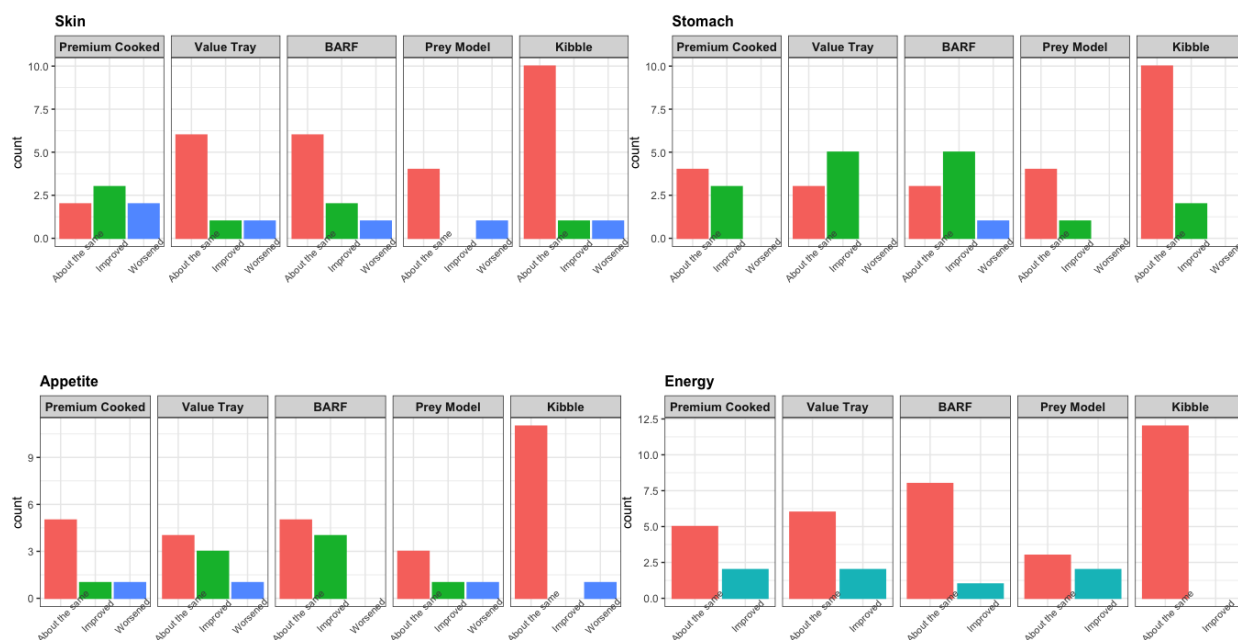 Skin
Premium Cooked Value Tray BARF Prey Model Kibble
10.0
7.5
5.0
2.5
0.0
count
About the same Improved Worsened About the same Improved Worsened About the same Improved Worsened About the same Improved Worsened About the same Improved Worsened
Stomach
Premium Cooked Value Tray BARF Prey Model Kibble
10.0
7.5
5.0
2.5
0.0
count
About the same Improved Worsened About the same Improved Worsened About the same Improved Worsened About the same Improved Worsened About the same Improved Worsened
Appetite
Premium Cooked Value Tray BARF Prey Model Kibble
9
6
3
0
count
About the same Improved Worsened About the same Improved Worsened About the same Improved Worsened About the same Improved Worsened About the same Improved Worsened
Energy
Premium Cooked Value Tray BARF Prey Model Kibble
12.5
10.0
7.5
5.0
2.5
0.0
count
About the same Improved About the same Improved About the same Improved About the same Improved About the same Improved